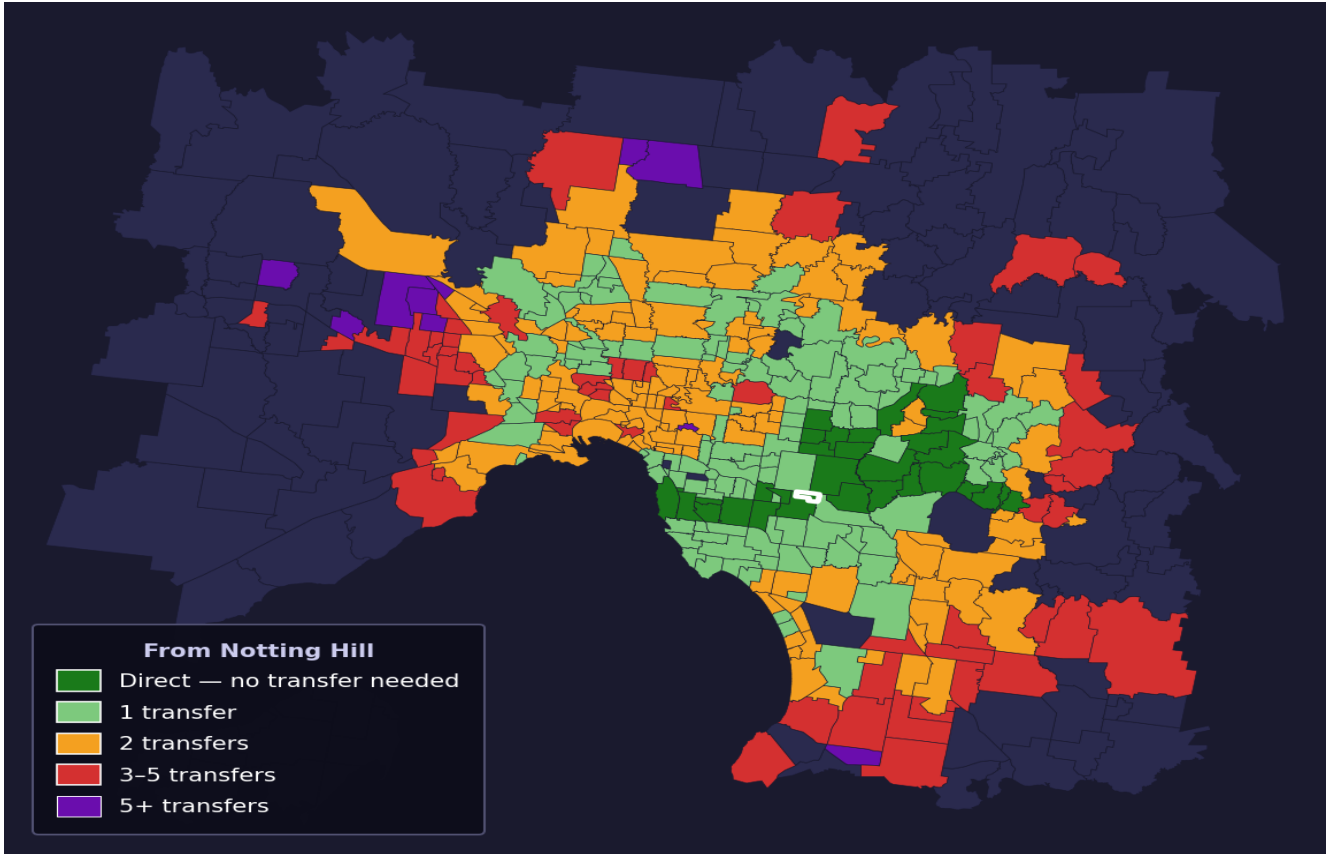 From Notting Hill
Direct — no transfer needed
1 transfer
2 transfers
3–5 transfers
5+ transfers